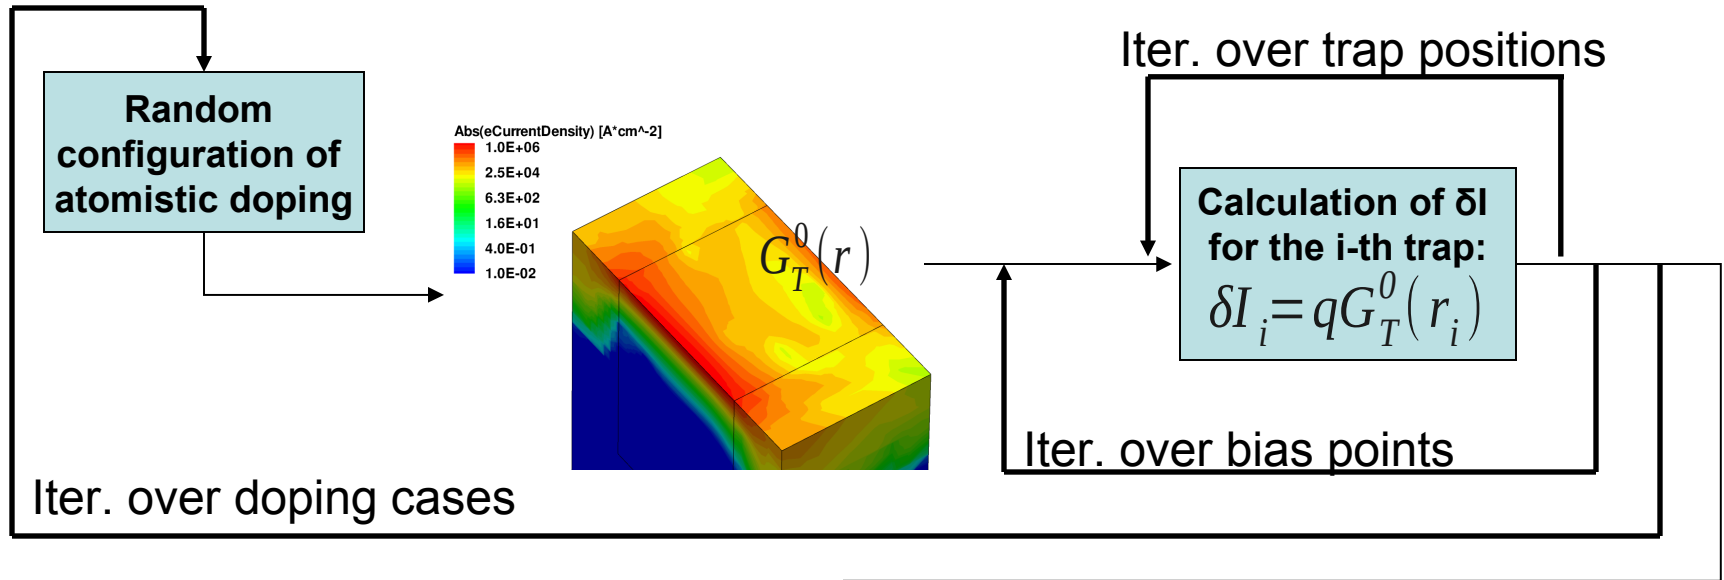 Iter. over trap positions
Random
configuration of
atomistic doping
Abs(eCurrentDensity) [A*cm^-2]
1.0E+06
2.5E+04
6.3E+02
1.6E+01
4.0E-01
1.0E-02
G_T^0(r)
Calculation of δI
for the i-th trap:
δI_i=qG_T^0(r_i)
Iter. over bias points
Iter. over doping cases